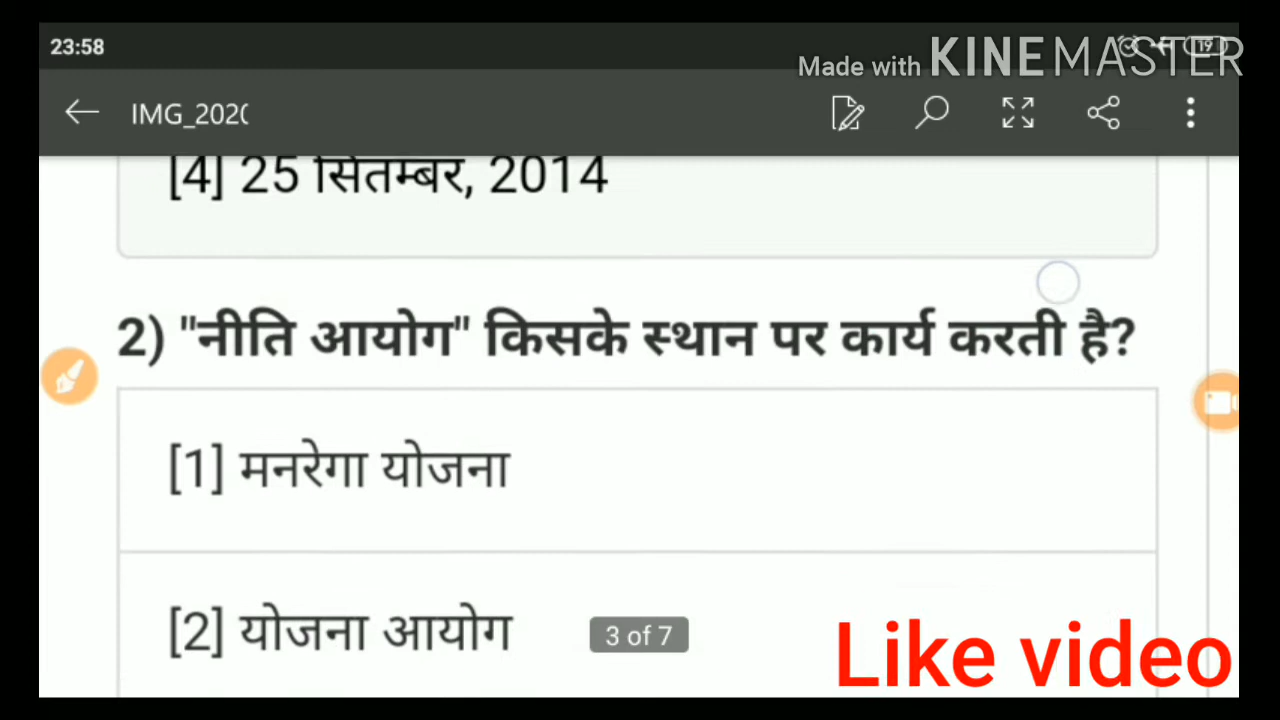 23:58
Made with KINEMASTER
19
IMG_202(
[4] 25 सितम्बर, 2014
2) "नीति आयोग" किसके स्थान पर कार्य करती है?
[1] मनरेगा योजना
[2] योजना आयोग
3 of 7
Like video